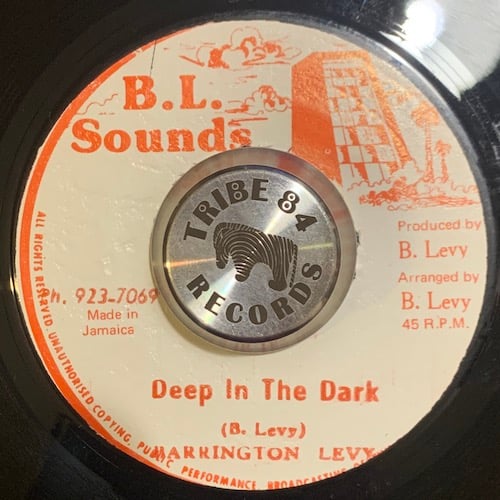 B.L.
Sounds
TRIBE 84
RECORDS
Produced by
B. Levy
Arranged by
B. Levy
45 R.P.M.
Ph. 923-7069
Made in
Jamaica
Deep In The Dark
(B. Levy)
BARRINGTON LEVY
ALL RIGHTS RESERVED. UNAUTHORISED COPYING, PUBLIC PERFORMANCE, BROADCASTING OF